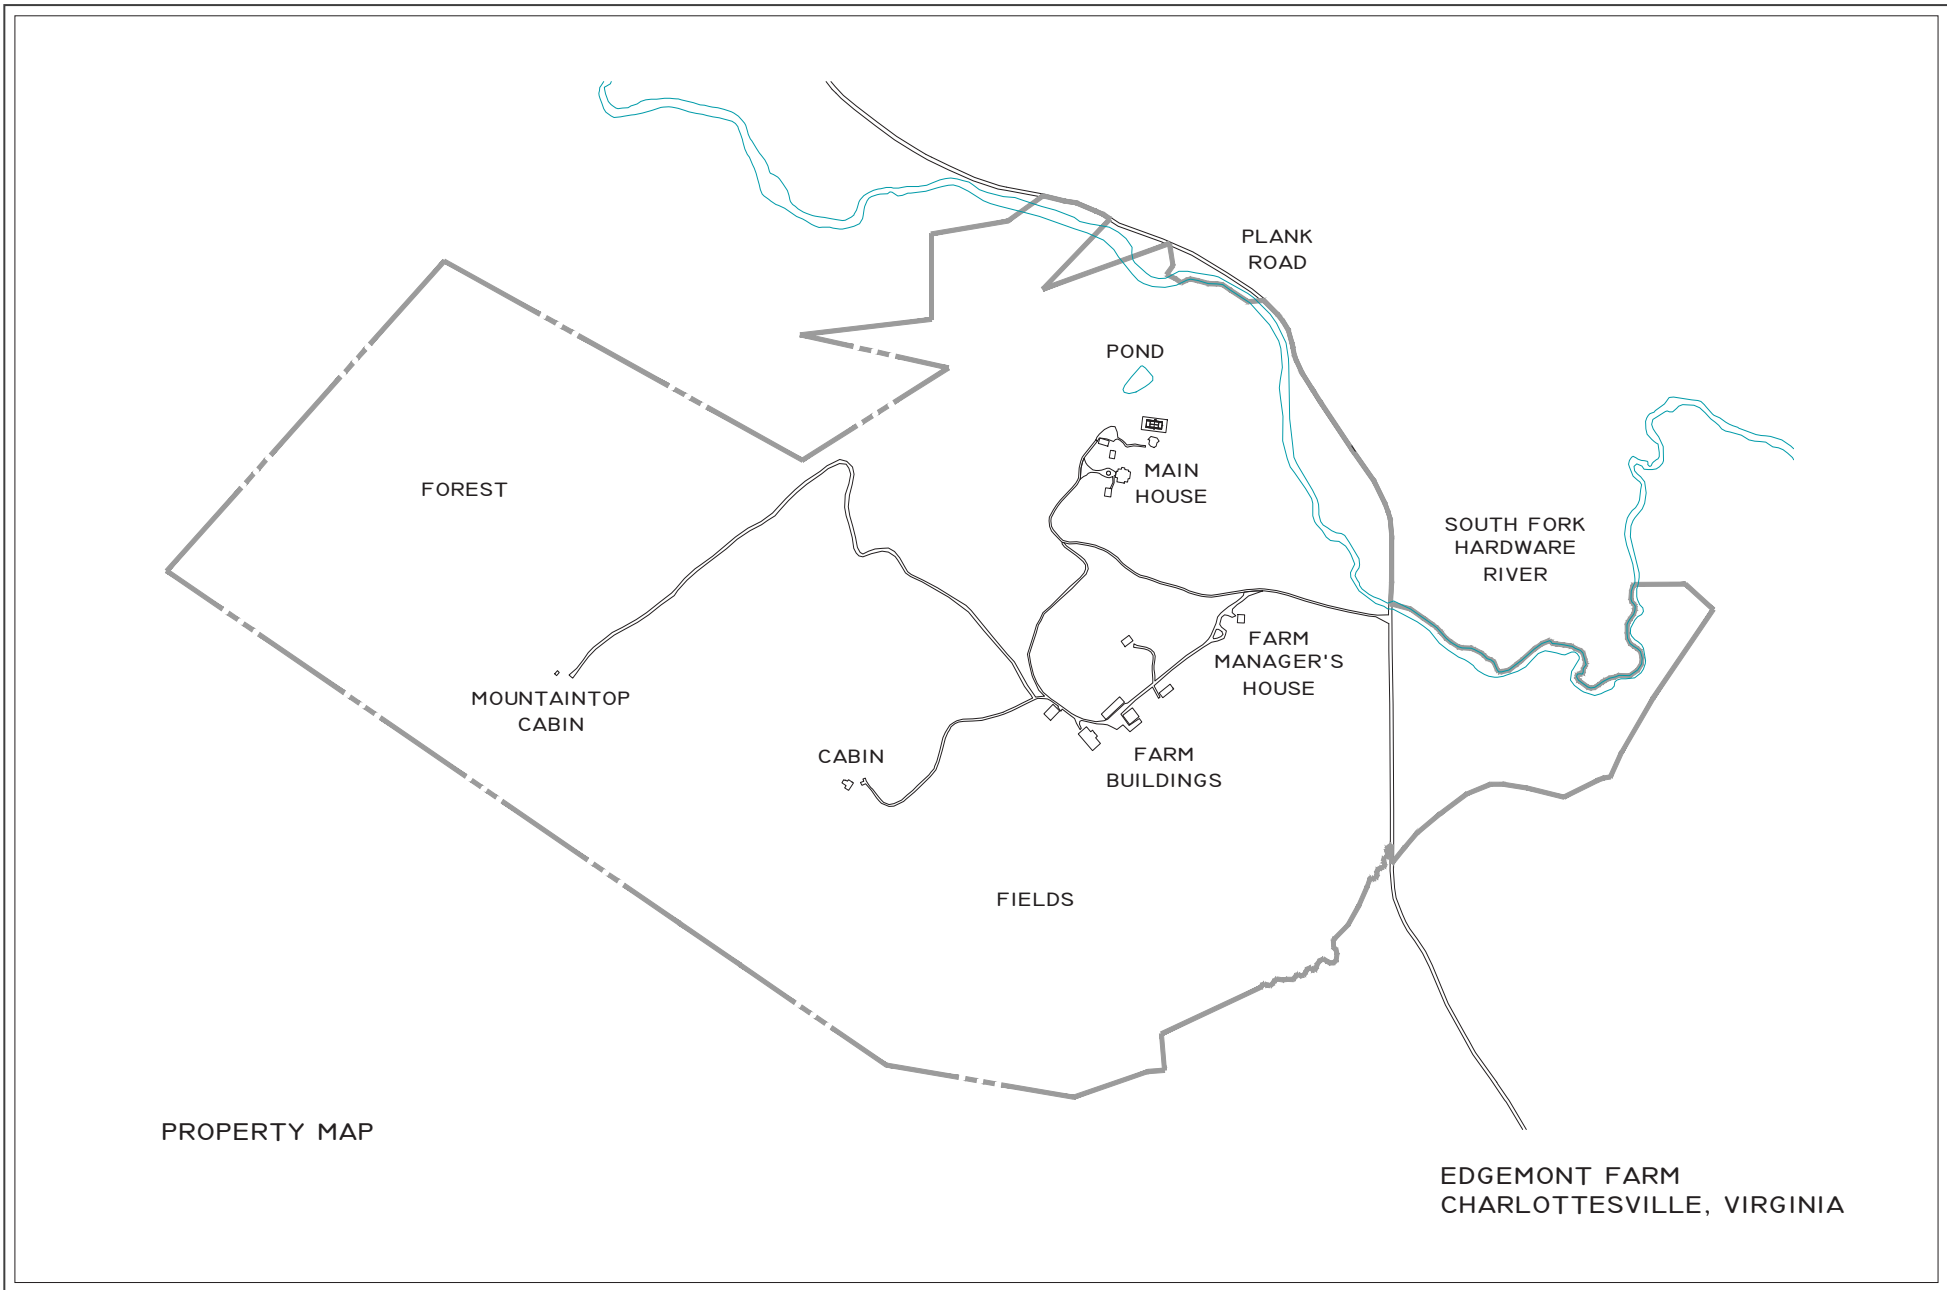 PLANK
ROAD
POND
MAIN
HOUSE
FOREST
SOUTH FORK
HARDWARE
RIVER
FARM
MANAGER'S
HOUSE
MOUNTAINTOP
CABIN
CABIN
FARM
BUILDINGS
FIELDS
PROPERTY MAP
EDGEMONT FARM
CHARLOTTESVILLE, VIRGINIA